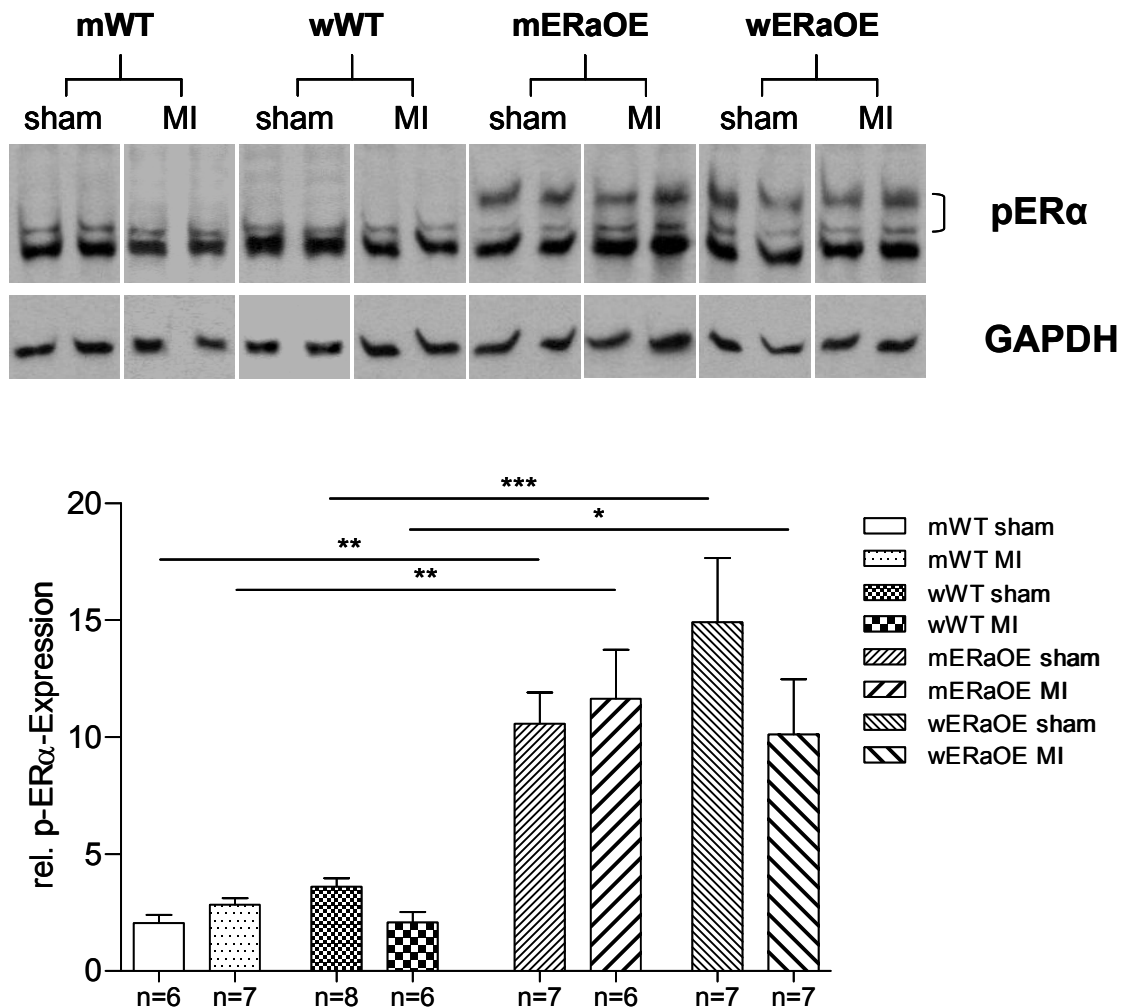 mWT wWT mERaOE wERaOE
sham MI sham MI sham MI sham MI
pERα
GAPDH
rel. p-ERα-Expression
20
15
10
5
0
***
*
**
**
n=6 n=7 n=8 n=6 n=7 n=6 n=7 n=7
mWT sham
mWT MI
wWT sham
wWT MI
mERaOE sham
mERaOE MI
wERaOE sham
wERaOE MI